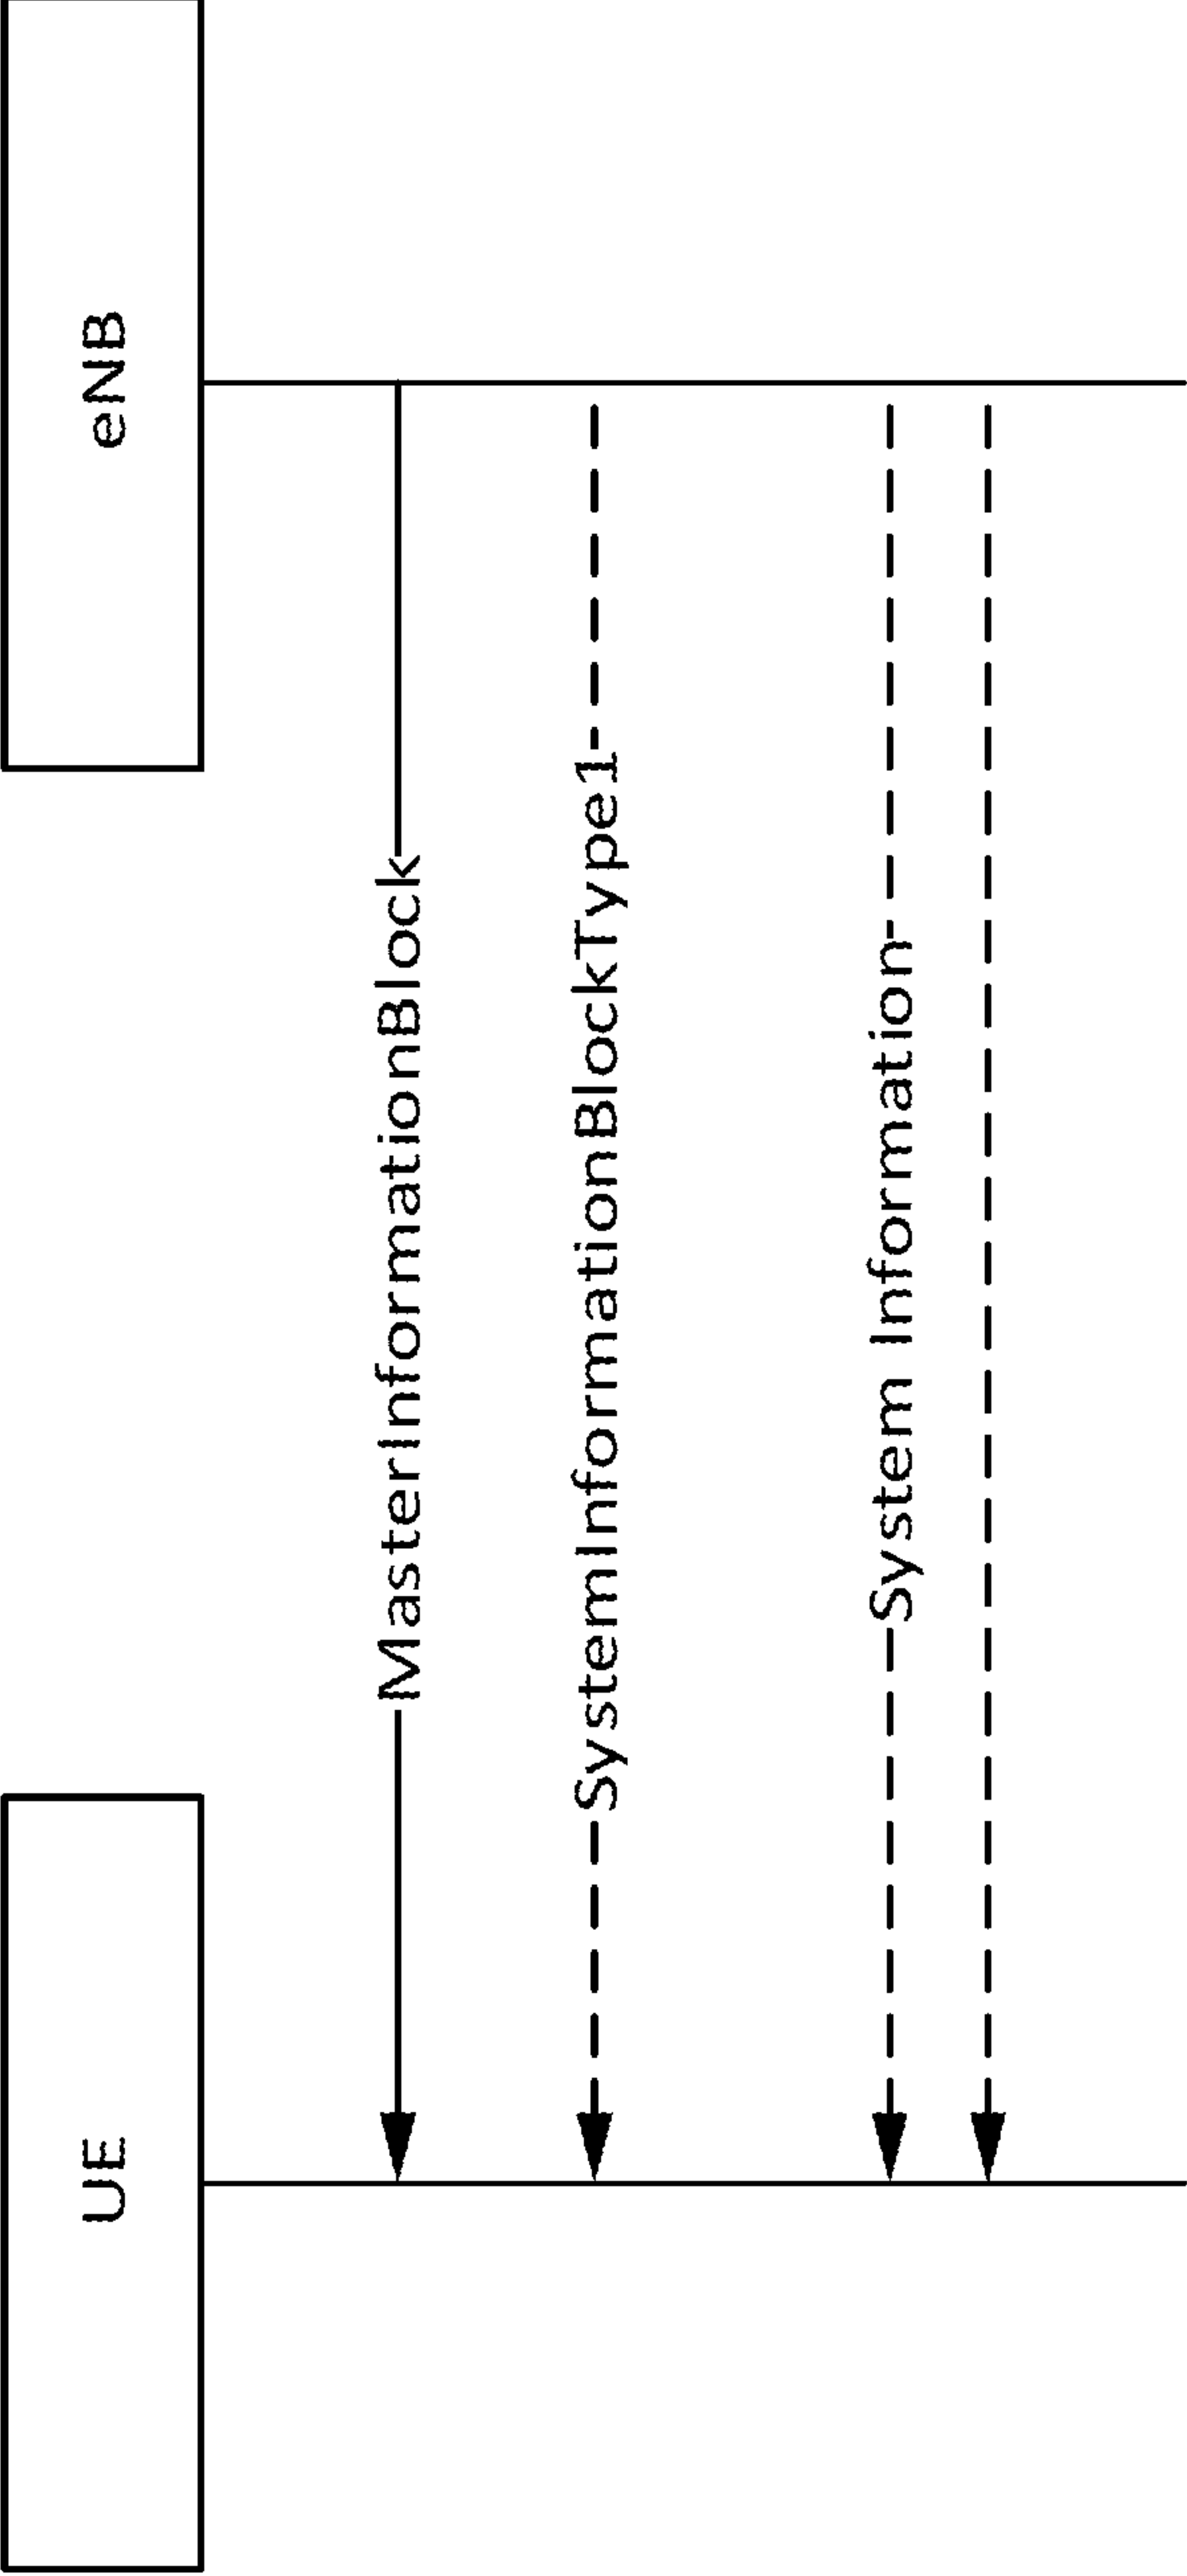 UE
eNB
MasterInformationBlock
SystemInformationBlockType1
System Information